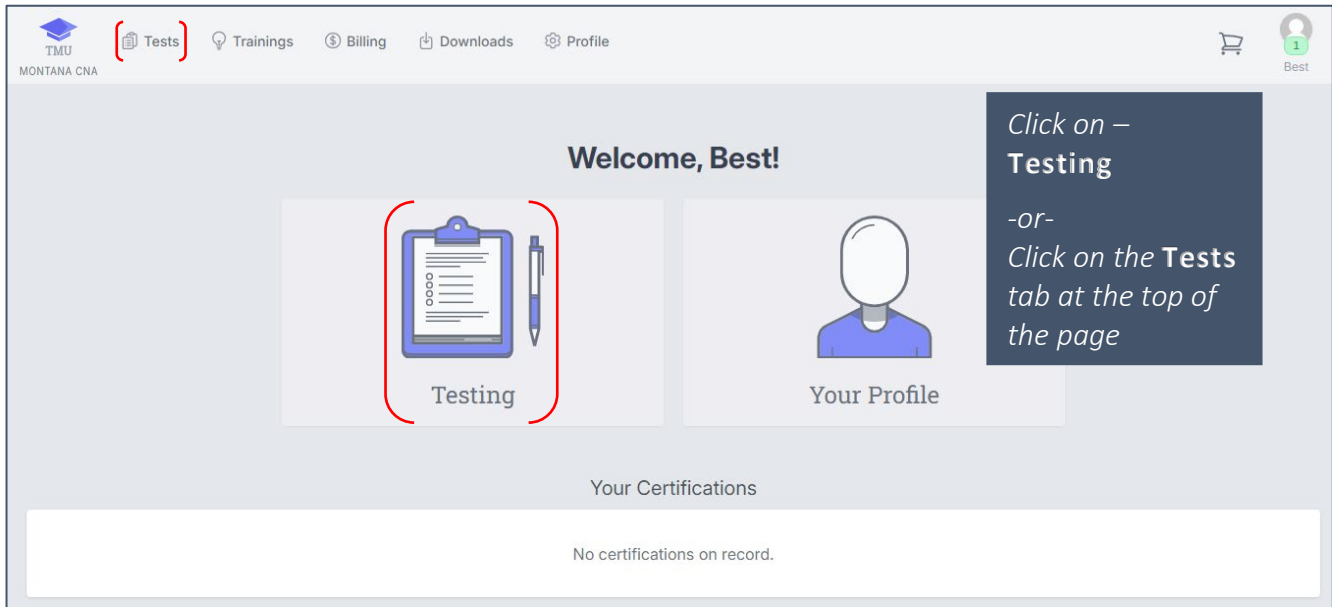 TMU
MONTANA CNA
Tests
Trainings
Billing
Downloads
Profile
1
Best
Welcome, Best!
Click on –
Testing
-or-
Click on the Tests
tab at the top of
the page
Testing
Your Profile
Your Certifications
No certifications on record.